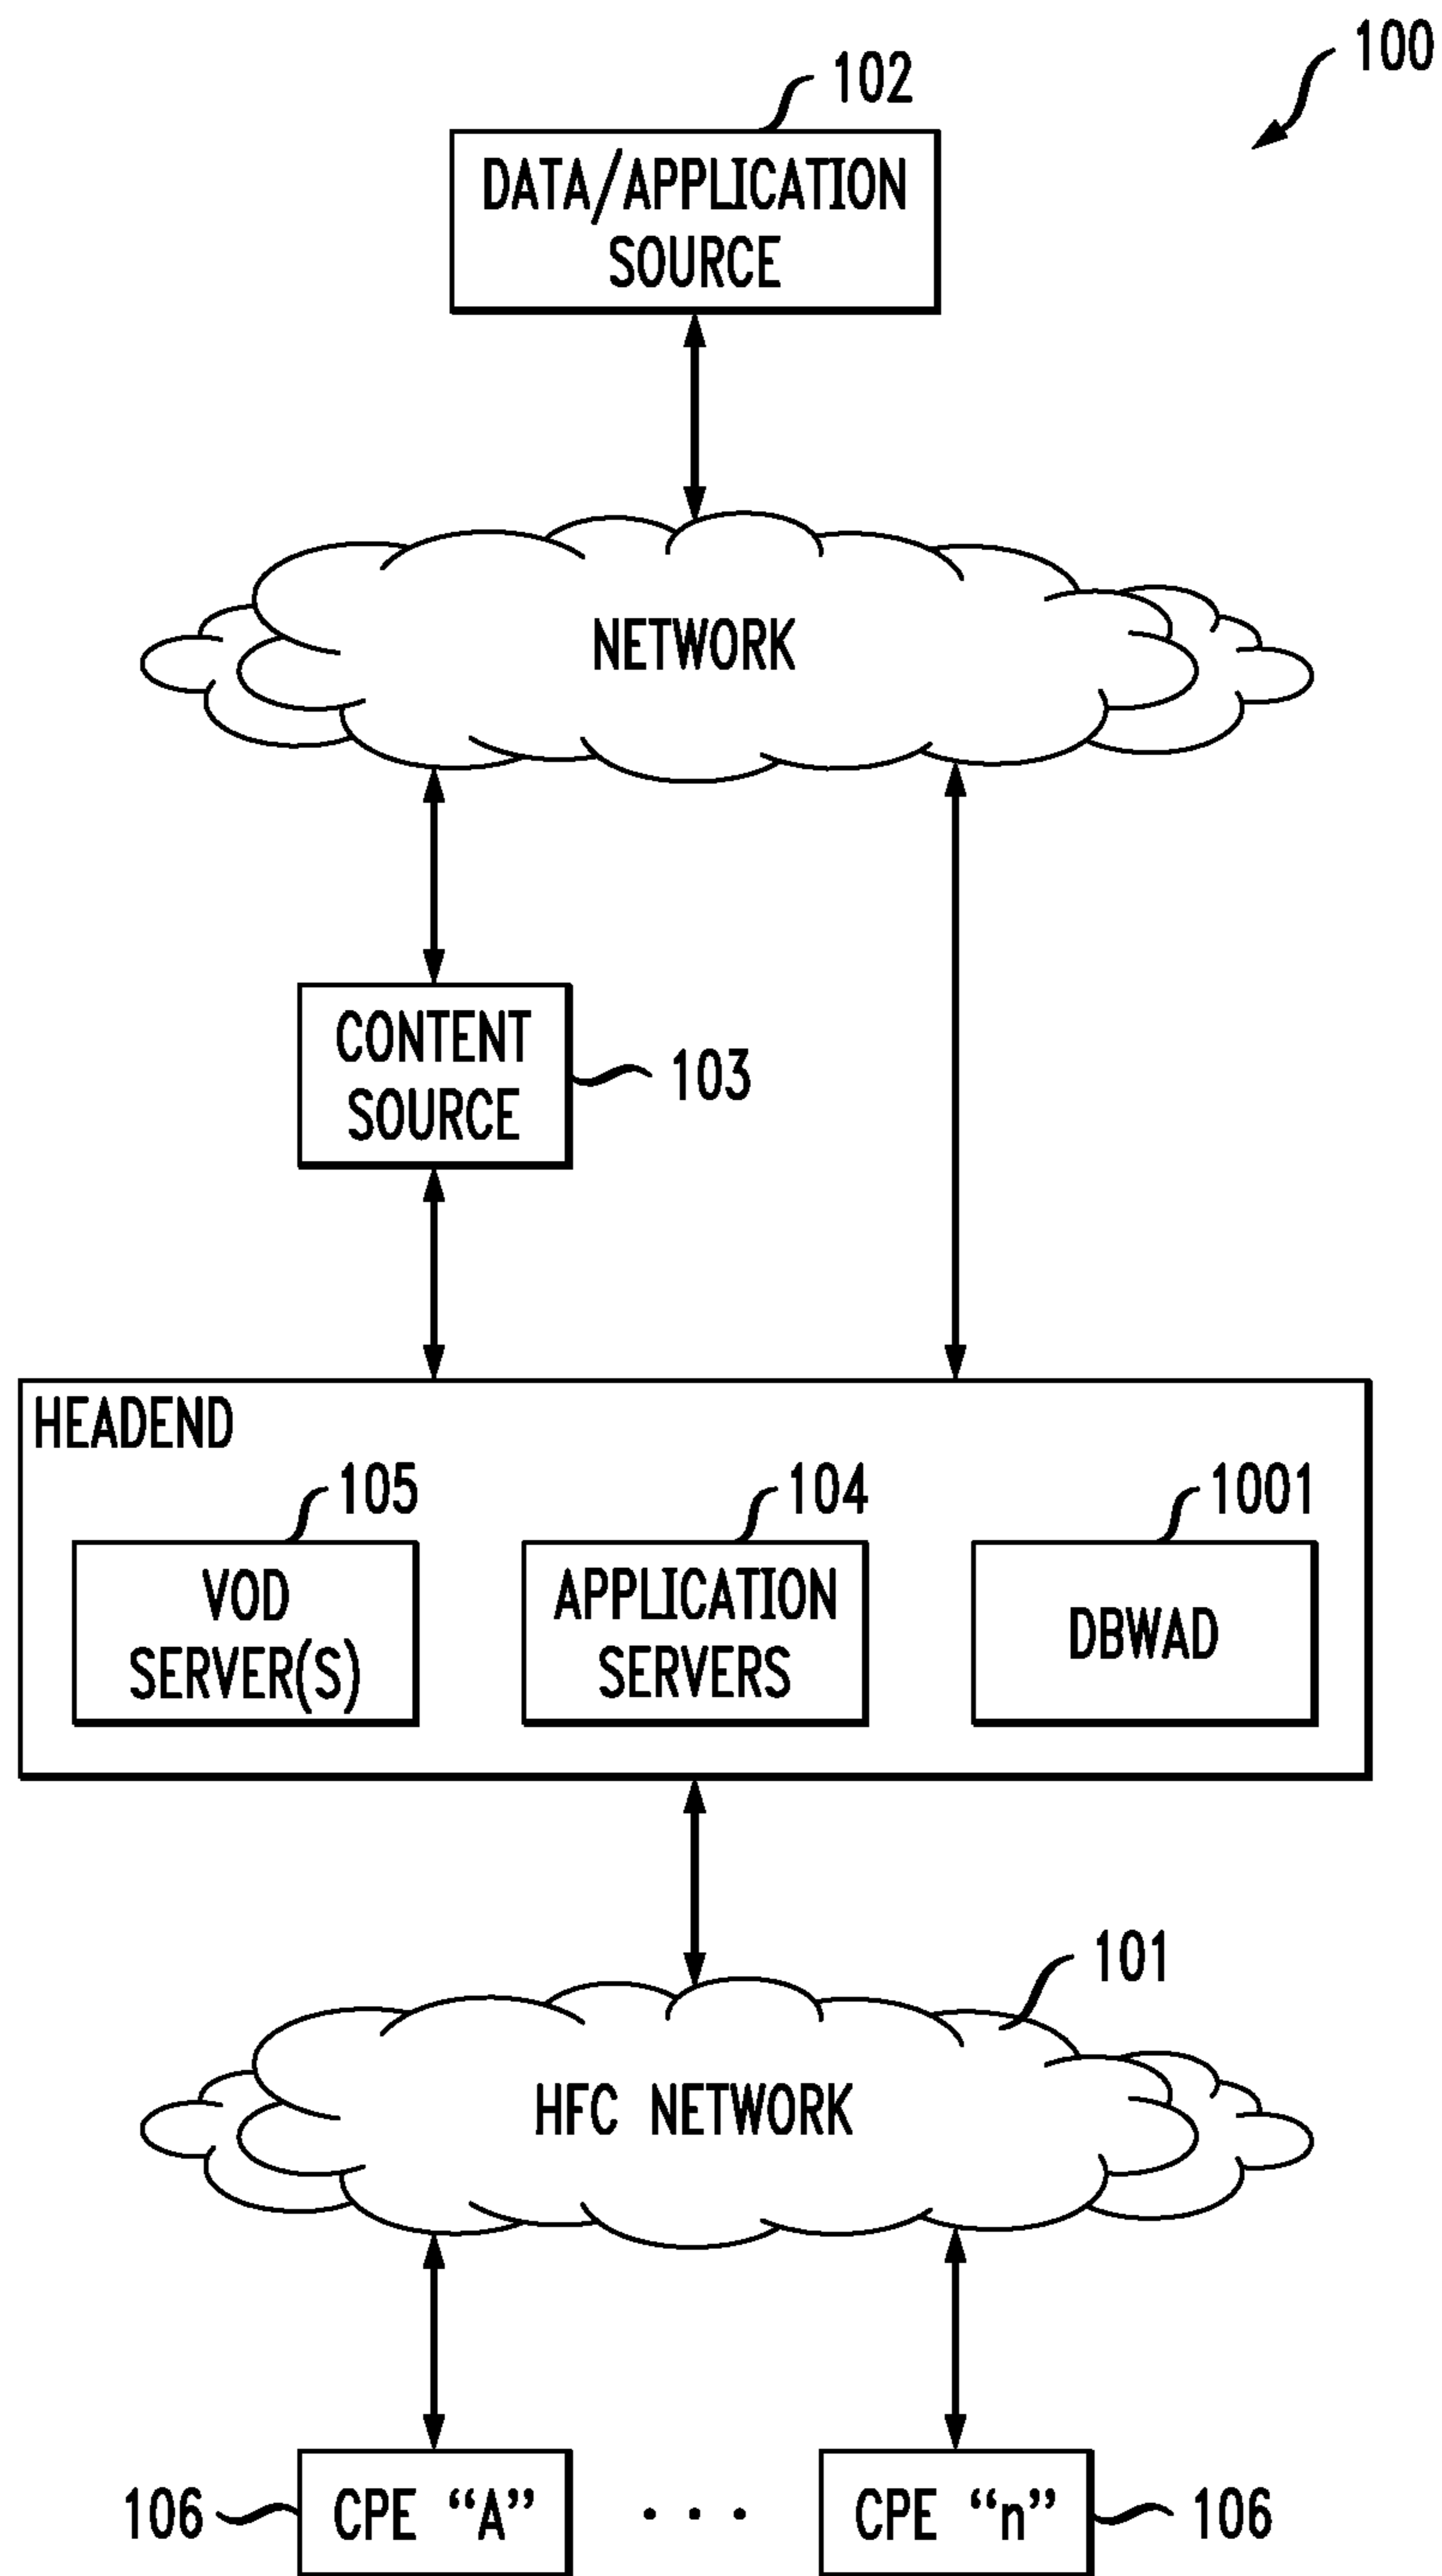 100
102
DATA/APPLICATION
SOURCE
NETWORK
CONTENT
SOURCE
103
HEADEND
105
104
1001
VOD
SERVER(S)
APPLICATION
SERVERS
DBWAD
101
HFC NETWORK
106
CPE “A”
. . .
CPE “n”
106